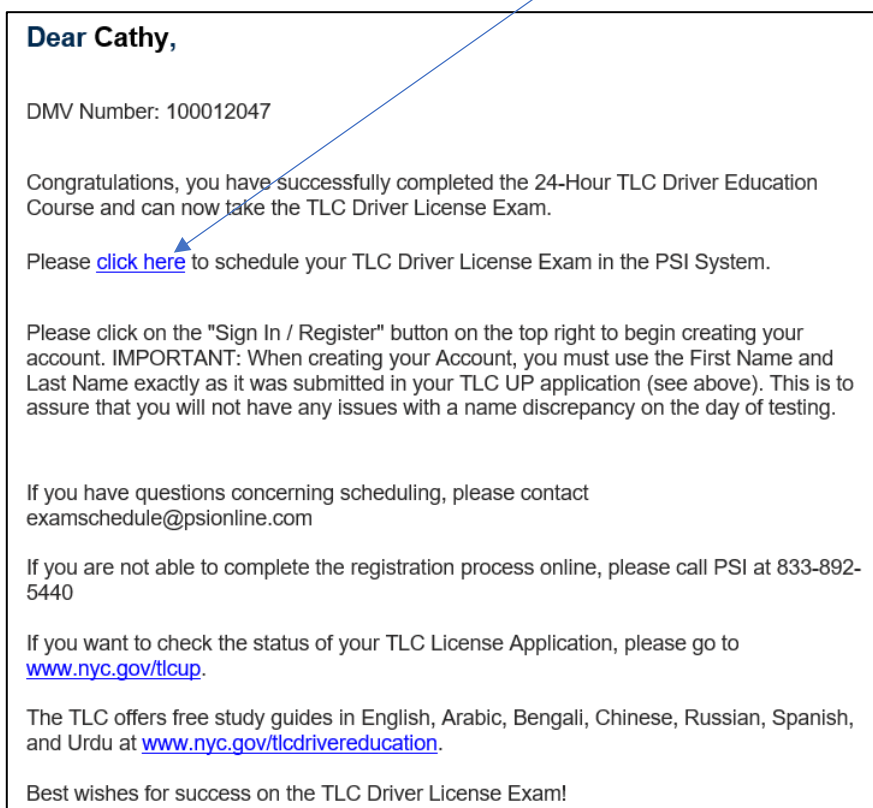 Dear Cathy,
DMV Number: 100012047
Congratulations, you have successfully completed the 24-Hour TLC Driver Education
Course and can now take the TLC Driver License Exam.
Please click here to schedule your TLC Driver License Exam in the PSI System.
Please click on the "Sign In / Register" button on the top right to begin creating your
account. IMPORTANT: When creating your Account, you must use the First Name and
Last Name exactly as it was submitted in your TLC UP application (see above). This is to
assure that you will not have any issues with a name discrepancy on the day of testing.
If you have questions concerning scheduling, please contact
examschedule@psionline.com
If you are not able to complete the registration process online, please call PSI at 833-892-
5440
If you want to check the status of your TLC License Application, please go to
www.nyc.gov/tlcup.
The TLC offers free study guides in English, Arabic, Bengali, Chinese, Russian, Spanish,
and Urdu at www.nyc.gov/tlcdrivereducation.
Best wishes for success on the TLC Driver License Exam!